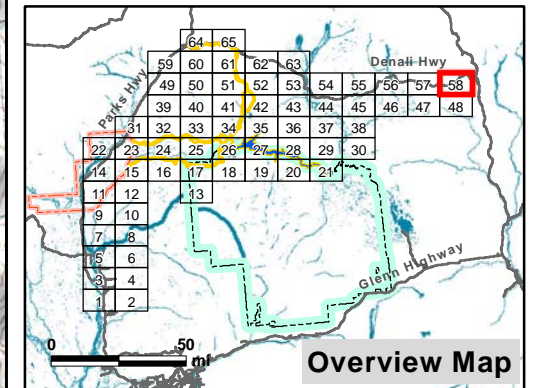 64 65
59 60 61 62 63
Denali Hwy
49 50 51 52 53 54 55 56 57 58
Parks Hwy
39 40 41 42 43 44 45 46 47 48
31 32 33 34 35 36 37 38
22 23 24 25 26 27 28 29 30
14 15 16 17 18 19 20 21
11 12 13
9 10
7 8
5 6
Glenn Highway
3 4
1 2
0 50
mi
Overview Map